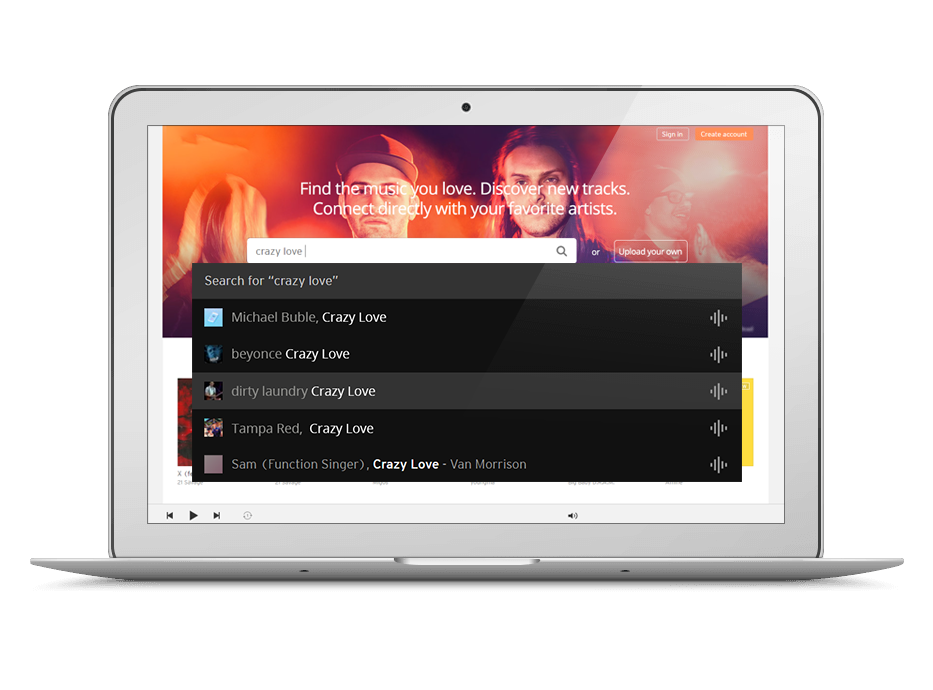 Sign in
Create account
Find the music you love. Discover new tracks.
Connect directly with your favorite artists.
crazy love
or
Upload your own
Search for “crazy love”
Michael Buble, Crazy Love
beyonce Crazy Love
dirty laundry Crazy Love
Tampa Red, Crazy Love
Sam (Function Singer), Crazy Love - Van Morrison
21 Savage
21 Savage